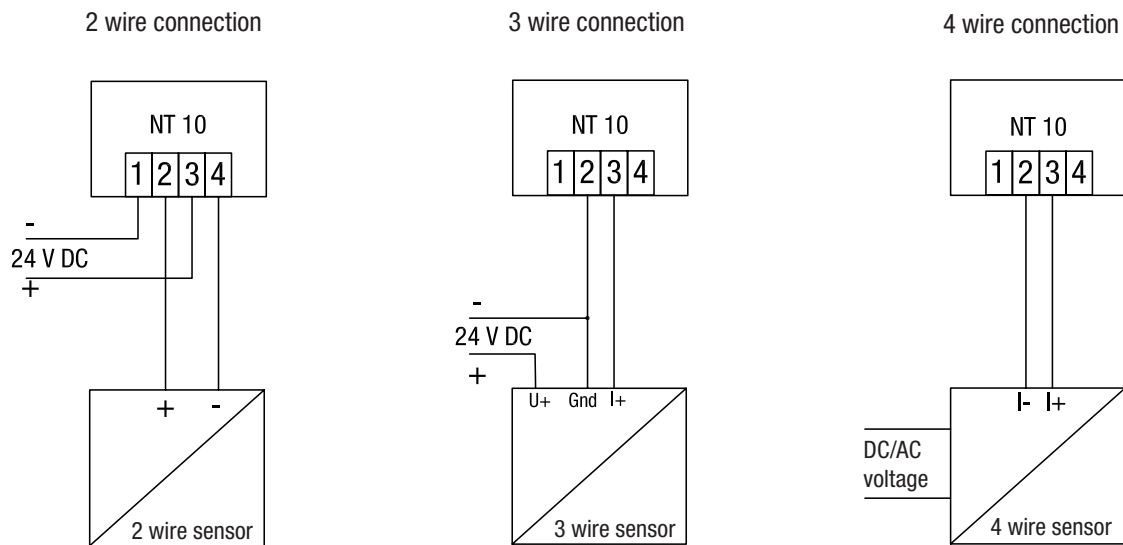 2 wire connection
NT 10
1 2 3 4
-
24 V DC
+
+ -
2 wire sensor
3 wire connection
NT 10
1 2 3 4
-
24 V DC
+
U+ Gnd I+
3 wire sensor
4 wire connection
NT 10
1 2 3 4
I- I+
DC/AC
voltage
4 wire sensor